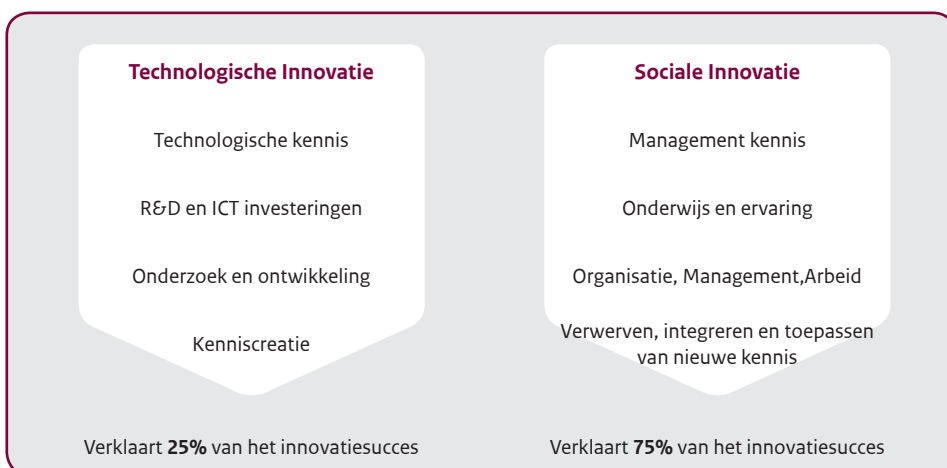 Technologische Innovatie
Technologische kennis
R&D en ICT investeringen
Onderzoek en ontwikkeling
Kenniscreatie
Verklaart 25% van het innovatiesucces
Sociale Innovatie
Management kennis
Onderwijs en ervaring
Organisatie, Management,Arbeid
Verwerven, integreren en toepassen
van nieuwe kennis
Verklaart 75% van het innovatiesucces